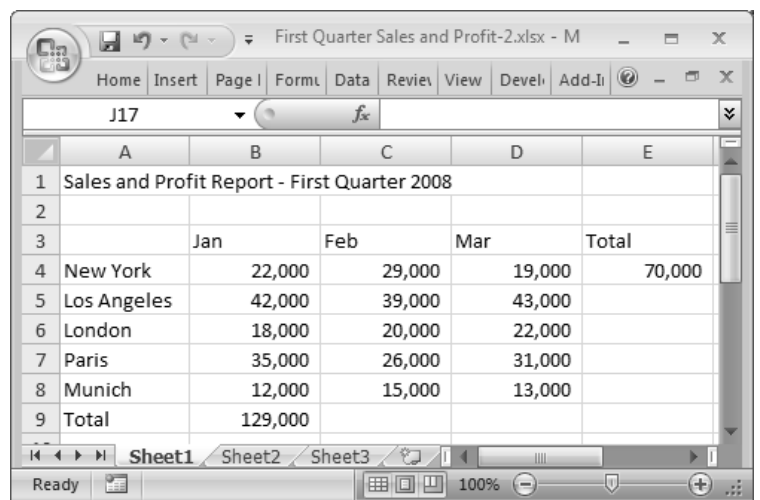 First Quarter Sales and Profit-2.xlsx - M
Home Insert Page l Formu Data Review View Devel Add-I
J17 fx
A B C D E
1 Sales and Profit Report - First Quarter 2008
2
3 Jan Feb Mar Total
4 New York 22,000 29,000 19,000 70,000
5 Los Angeles 42,000 39,000 43,000
6 London 18,000 20,000 22,000
7 Paris 35,000 26,000 31,000
8 Munich 12,000 15,000 13,000
9 Total 129,000
Sheet1 Sheet2 Sheet3
Ready 100%